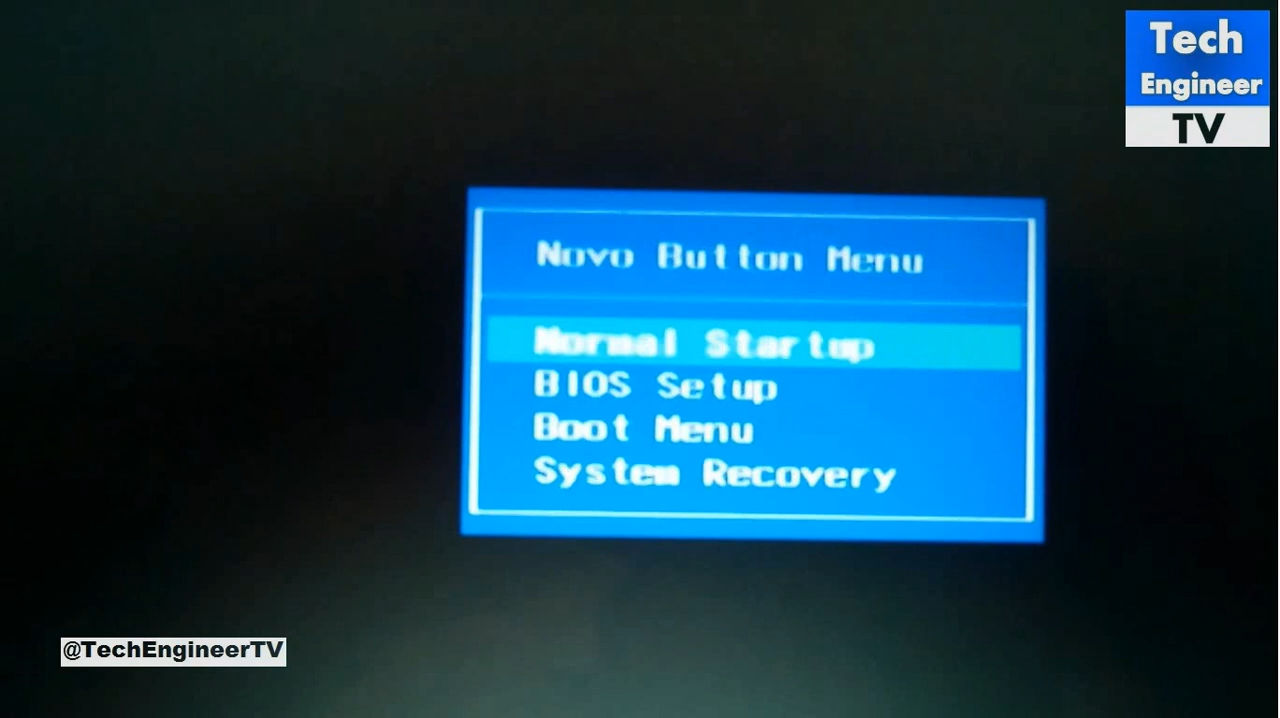 Tech
Engineer
TV
Novo Button Menu
Normal Startup
BIOS Setup
Boot Menu
System Recovery
@TechEngineerTV